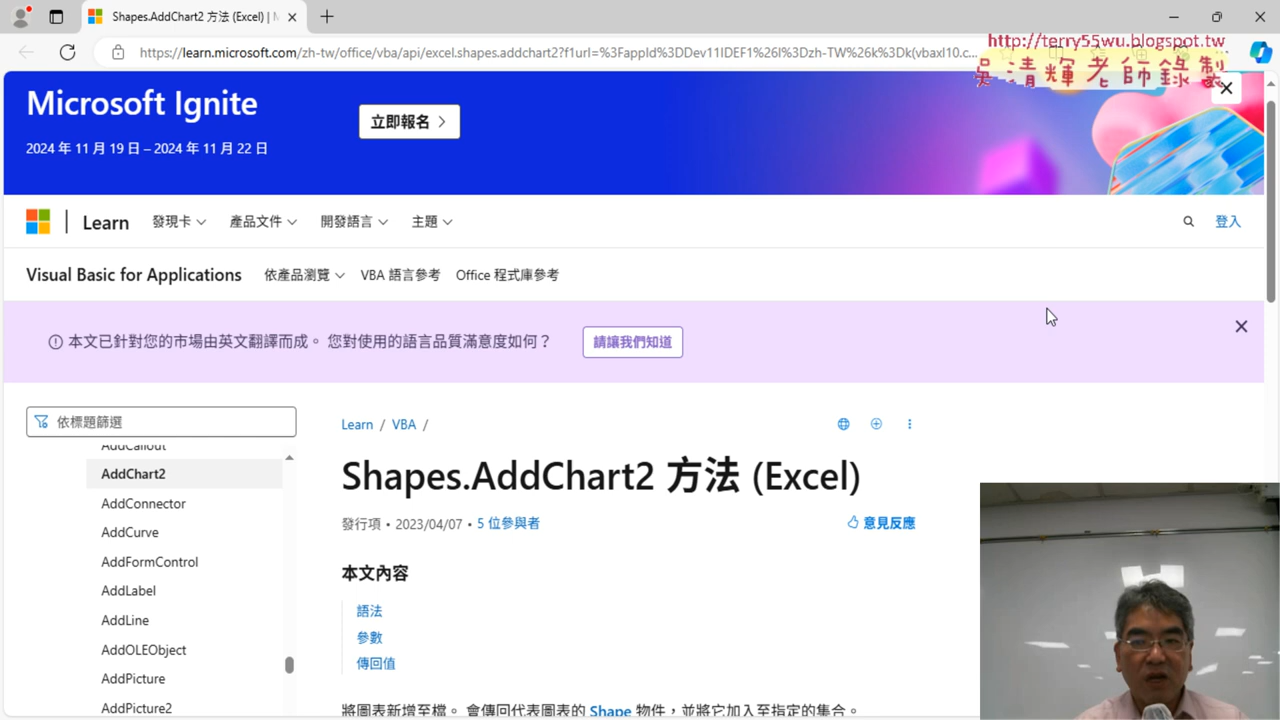 Shapes.AddChart2 方法 (Excel) | M
https://learn.microsoft.com/zh-tw/office/vba/api/excel.shapes.addchart2?f1url=%3FappId%3DDev11IDEF1%26l%3Dzh-TW%26k%3Dk(vbaxl10.c...
http://terry55wu.blogspot.tw
吳清輝老師錄製
Microsoft Ignite
立即報名
2024 年 11 月 19 日 – 2024 年 11 月 22 日
Learn 發現卡 產品文件 開發語言 主題 登入
Visual Basic for Applications 依產品瀏覽 VBA 語言參考 Office 程式庫參考
本文已針對您的市場由英文翻譯而成。 您對使用的語言品質滿意度如何？ 請讓我們知道
依標題篩選
AddCallout
AddChart2
AddConnector
AddCurve
AddFormControl
AddLabel
AddLine
AddOLEObject
AddPicture
AddPicture2
Learn / VBA /
Shapes.AddChart2 方法 (Excel)
發行項 • 2023/04/07 • 5 位參與者 意見反應
本文內容
語法
參數
傳回值
將圖表新增至檔。 會傳回代表圖表的 Shape 物件，並將它加入至指定的集合。